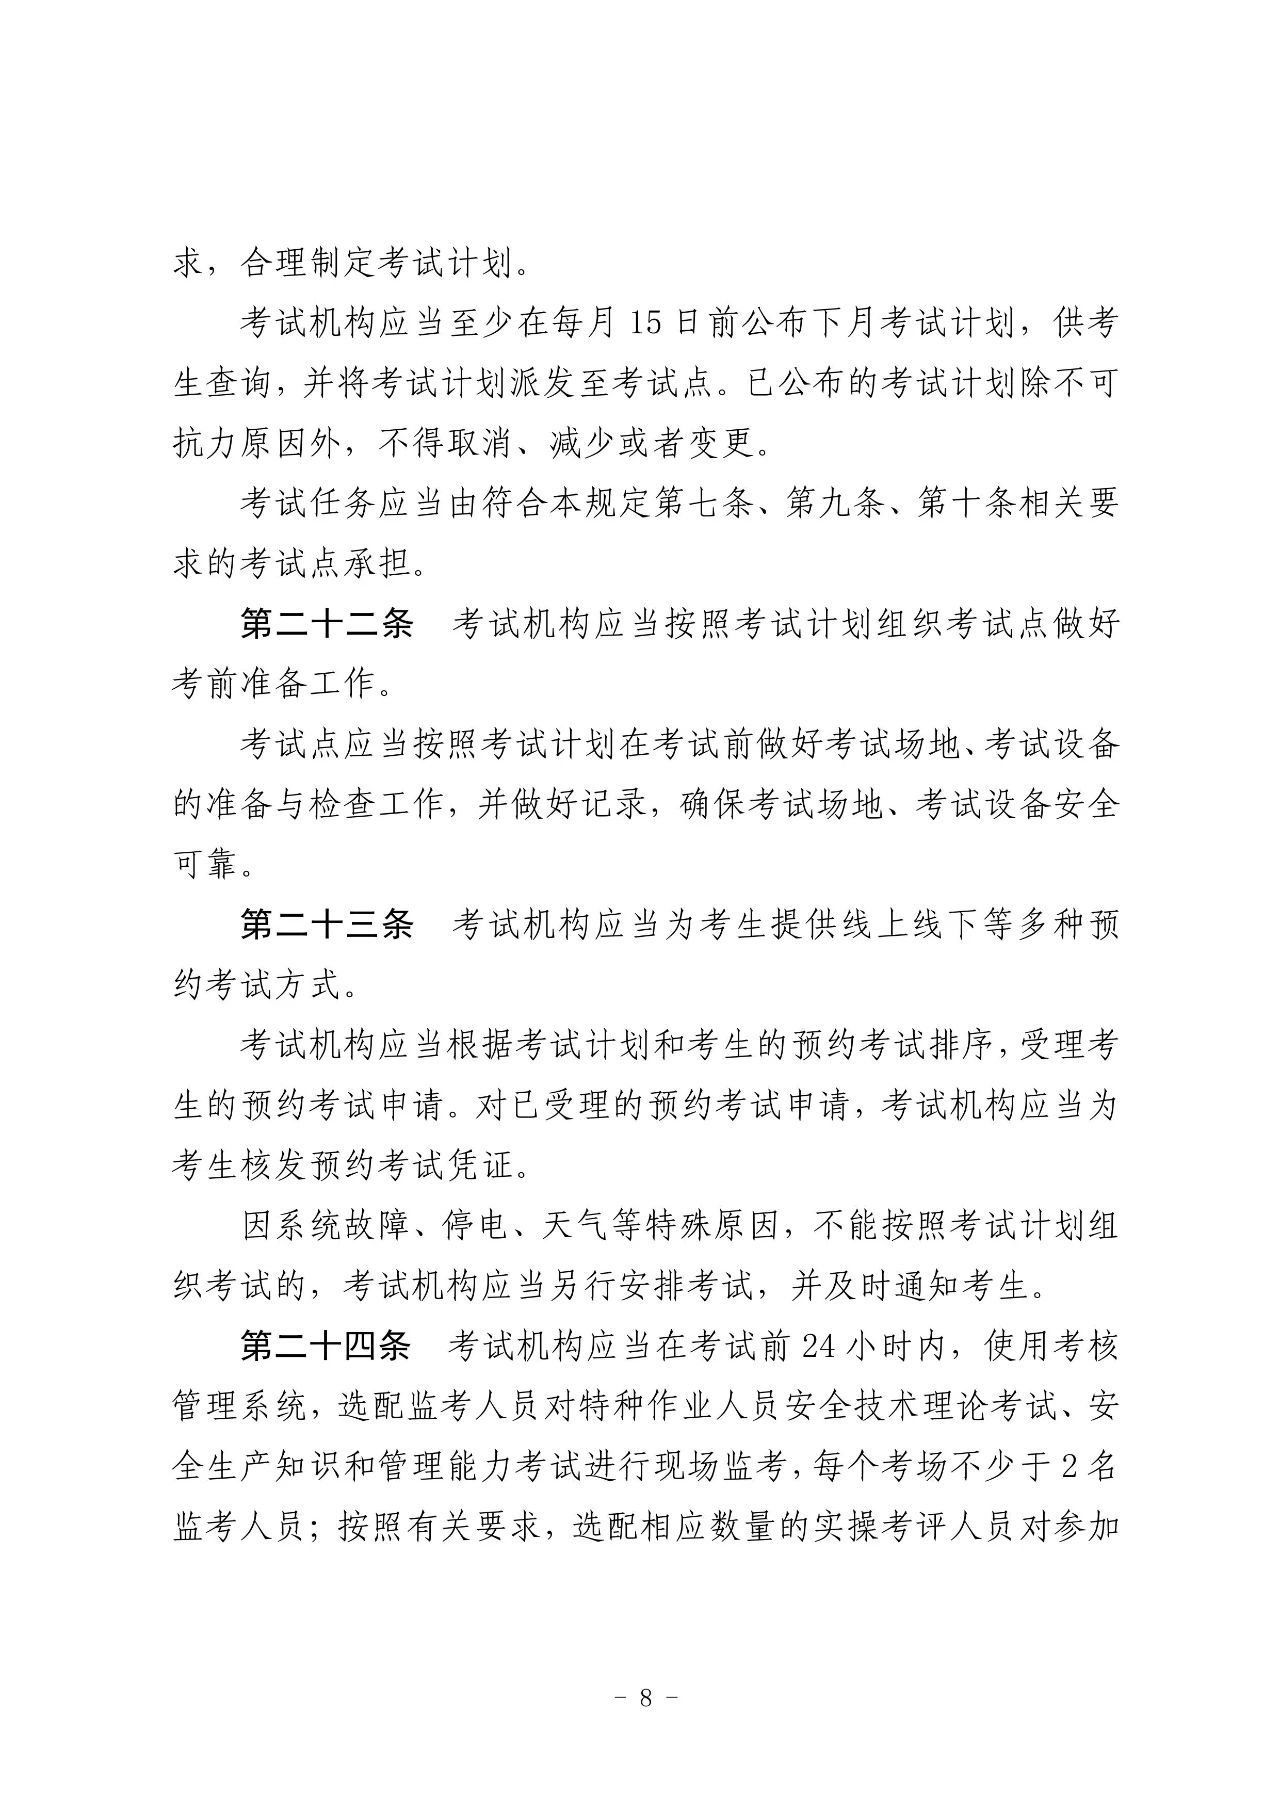 求，合理制定考试计划。
考试机构应当至少在每月 15 日前公布下月考试计划，供考
生查询，并将考试计划派发至考试点。已公布的考试计划除不可
抗力原因外，不得取消、减少或者变更。
考试任务应当由符合本规定第七条、第九条、第十条相关要
求的考试点承担。
第二十二条　考试机构应当按照考试计划组织考试点做好
考前准备工作。
考试点应当按照考试计划在考试前做好考试场地、考试设备
的准备与检查工作，并做好记录，确保考试场地、考试设备安全
可靠。
第二十三条　考试机构应当为考生提供线上线下等多种预
约考试方式。
考试机构应当根据考试计划和考生的预约考试排序，受理考
生的预约考试申请。对已受理的预约考试申请，考试机构应当为
考生核发预约考试凭证。
因系统故障、停电、天气等特殊原因，不能按照考试计划组
织考试的，考试机构应当另行安排考试，并及时通知考生。
第二十四条　考试机构应当在考试前 24 小时内，使用考核
管理系统，选配监考人员对特种作业人员安全技术理论考试、安
全生产知识和管理能力考试进行现场监考，每个考场不少于 2 名
监考人员；按照有关要求，选配相应数量的实操考评人员对参加
- 8 -